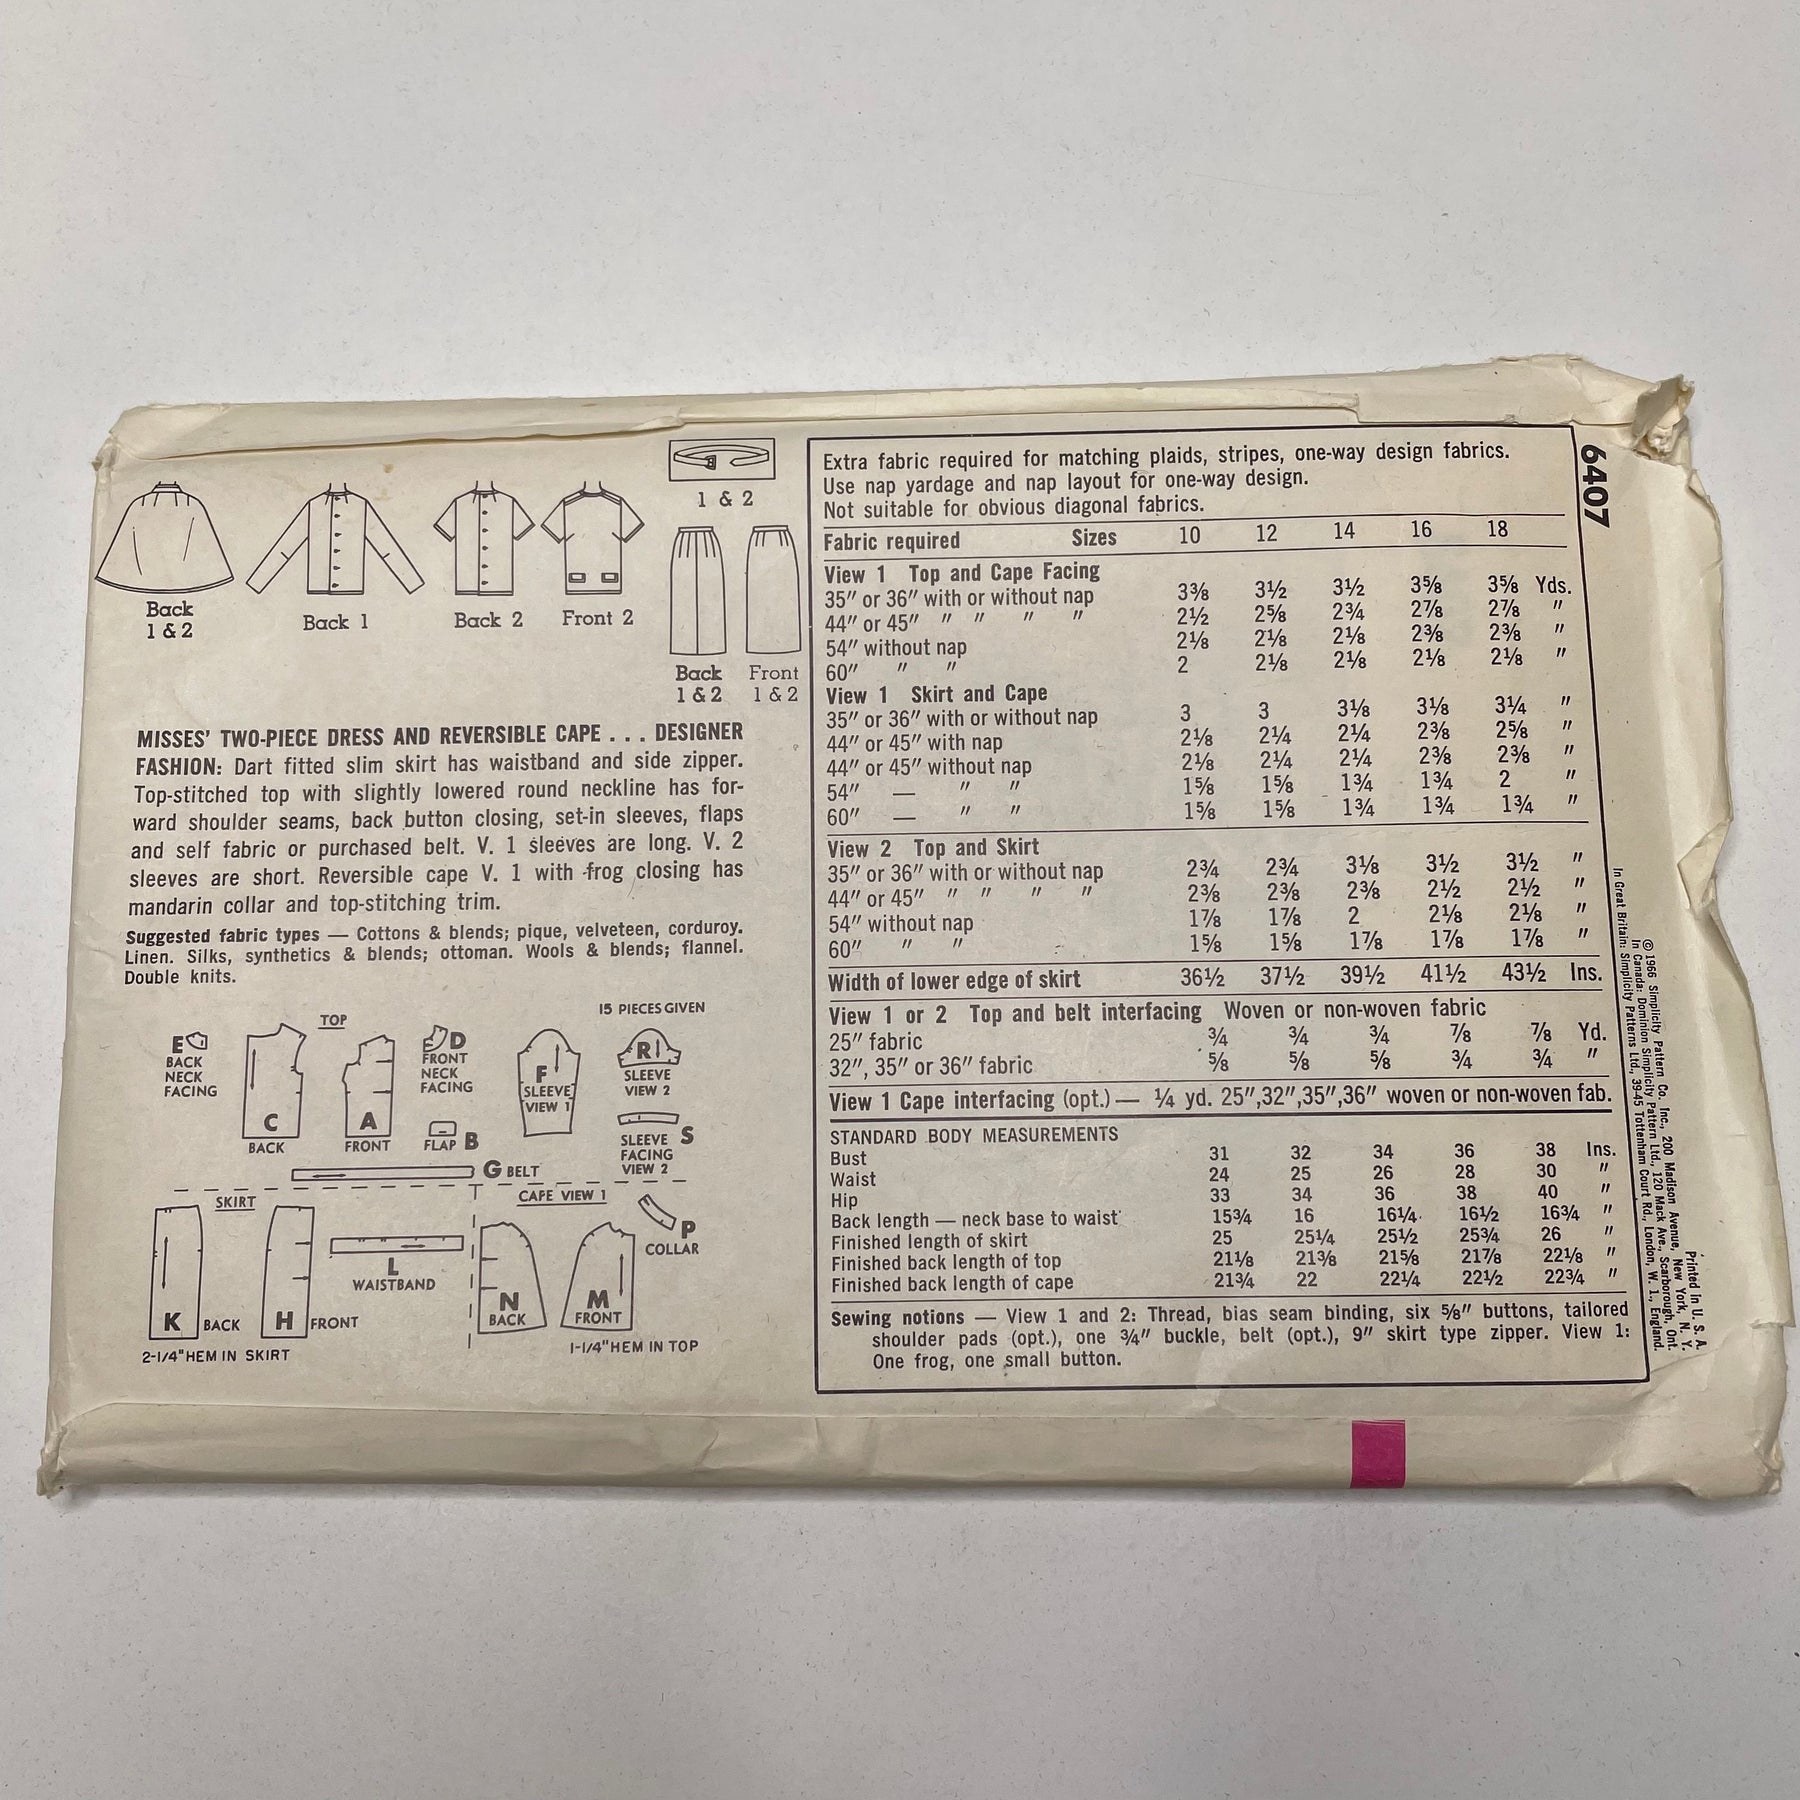 1 & 2
Back
1 & 2
Back 1
Back 2
Front 2
Back
1 & 2
Front
1 & 2
MISSES' TWO-PIECE DRESS AND REVERSIBLE CAPE . . . DESIGNER
FASHION: Dart fitted slim skirt has waistband and side zipper.
Top-stitched top with slightly lowered round neckline has for-
ward shoulder seams, back button closing, set-in sleeves, flaps
and self fabric or purchased belt. V. 1 sleeves are long. V. 2
sleeves are short. Reversible cape V. 1 with frog closing has
mandarin collar and top-stitching trim.
Suggested fabric types — Cottons & blends; pique, velveteen, corduroy.
Linen. Silks, synthetics & blends; ottoman. Wools & blends; flannel.
Double knits.
15 PIECES GIVEN
TOP
E
BACK
NECK
FACING
C
BACK
A
FRONT
D
FRONT
NECK
FACING
FLAP B
F
SLEEVE
VIEW 1
R
SLEEVE
VIEW 2
SLEEVE S
FACING
VIEW 2
G BELT
SKIRT
K BACK
H FRONT
L
WAISTBAND
2-1/4" HEM IN SKIRT
CAPE VIEW 1
N
BACK
M
FRONT
P
COLLAR
1-1/4" HEM IN TOP
Extra fabric required for matching plaids, stripes, one-way design fabrics.
Use nap yardage and nap layout for one-way design.
Not suitable for obvious diagonal fabrics.
Fabric required Sizes 10 12 14 16 18
View 1 Top and Cape Facing
35" or 36" with or without nap 3⅜ 3½ 3½ 3⅝ 3⅝ Yds.
44" or 45" " " " " 2½ 2⅝ 2¾ 2⅞ 2⅞ "
54" without nap 2⅛ 2⅛ 2⅛ 2⅜ 2⅜ "
60" " " 2 2⅛ 2⅛ 2⅛ 2⅛ "
View 1 Skirt and Cape
35" or 36" with or without nap 3 3 3⅛ 3⅛ 3¼ "
44" or 45" with nap 2⅛ 2¼ 2¼ 2⅜ 2⅝ "
44" or 45" without nap 2⅛ 2¼ 2¼ 2⅜ 2⅜ "
54" — " " 1⅝ 1⅝ 1¾ 1¾ 2 "
60" — " " 1⅝ 1⅝ 1¾ 1¾ 1¾ "
View 2 Top and Skirt
35" or 36" with or without nap 2¾ 2¾ 3⅛ 3½ 3½ "
44" or 45" " " " " 2⅜ 2⅜ 2⅜ 2½ 2½ "
54" without nap 1⅞ 1⅞ 2 2⅛ 2⅛ "
60" " " 1⅝ 1⅝ 1⅞ 1⅞ 1⅞ "
Width of lower edge of skirt 36½ 37½ 39½ 41½ 43½ Ins.
View 1 or 2 Top and belt interfacing Woven or non-woven fabric
25" fabric ¾ ¾ ¾ ⅞ ⅞ Yd.
32", 35" or 36" fabric ⅝ ⅝ ⅝ ¾ ¾ "
View 1 Cape interfacing (opt.) — ¼ yd. 25",32",35",36" woven or non-woven fab.
STANDARD BODY MEASUREMENTS
Bust 31 32 34 36 38 Ins.
Waist 24 25 26 28 30 "
Hip 33 34 36 38 40 "
Back length — neck base to waist 15¾ 16 16¼ 16½ 16¾ "
Finished length of skirt 25 25¼ 25½ 25¾ 26 "
Finished back length of top 21⅛ 21⅜ 21⅝ 21⅞ 22⅛ "
Finished back length of cape 21¾ 22 22¼ 22½ 22¾ "
Sewing notions — View 1 and 2: Thread, bias seam binding, six ⅝" buttons, tailored
shoulder pads (opt.), one ¾" buckle, belt (opt.), 9" skirt type zipper. View 1:
One frog, one small button.
6407
Printed in U. S. A.
© 1966 Simplicity Pattern Co. Inc., 200 Madison Avenue, New York, N. Y.
In Canada: Dominion Simplicity Pattern Ltd., 120 Mack Ave., Scarborough, Ont.
In Great Britain: Simplicity Patterns Ltd., 39-45 Tottenham Court Rd., London, W. 1., England.